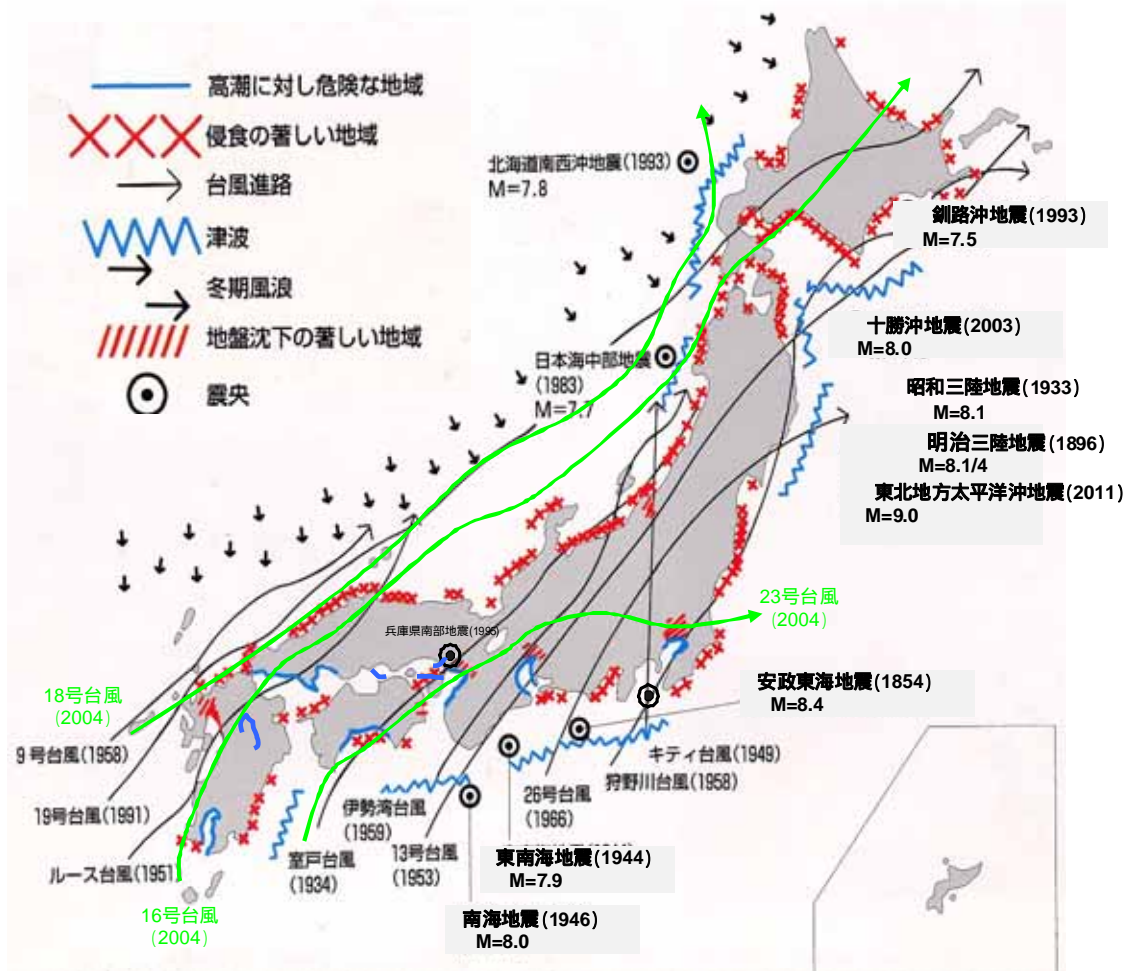 高潮に対し危険な地域
侵食の著しい地域
台風進路
津波
冬期風浪
地盤沈下の著しい地域
震央
北海道南西沖地震(1993)
M=7.8
釧路沖地震(1993)
M=7.5
十勝沖地震(2003)
M=8.0
日本海中部地震
(1983)
M=7.7
昭和三陸地震(1933)
M=8.1
明治三陸地震(1896)
M=8.1/4
東北地方太平洋沖地震(2011)
M=9.0
23号台風
(2004)
兵庫県南部地震(1995)
安政東海地震(1854)
M=8.4
18号台風
(2004)
9号台風(1958)
19号台風(1991)
ルース台風(1951)
16号台風
(2004)
室戸台風
(1934)
伊勢湾台風
(1959)
13号台風
(1953)
26号台風
(1966)
狩野川台風(1958)
キティ台風(1949)
東南海地震(1944)
M=7.9
南海地震(1946)
M=8.0